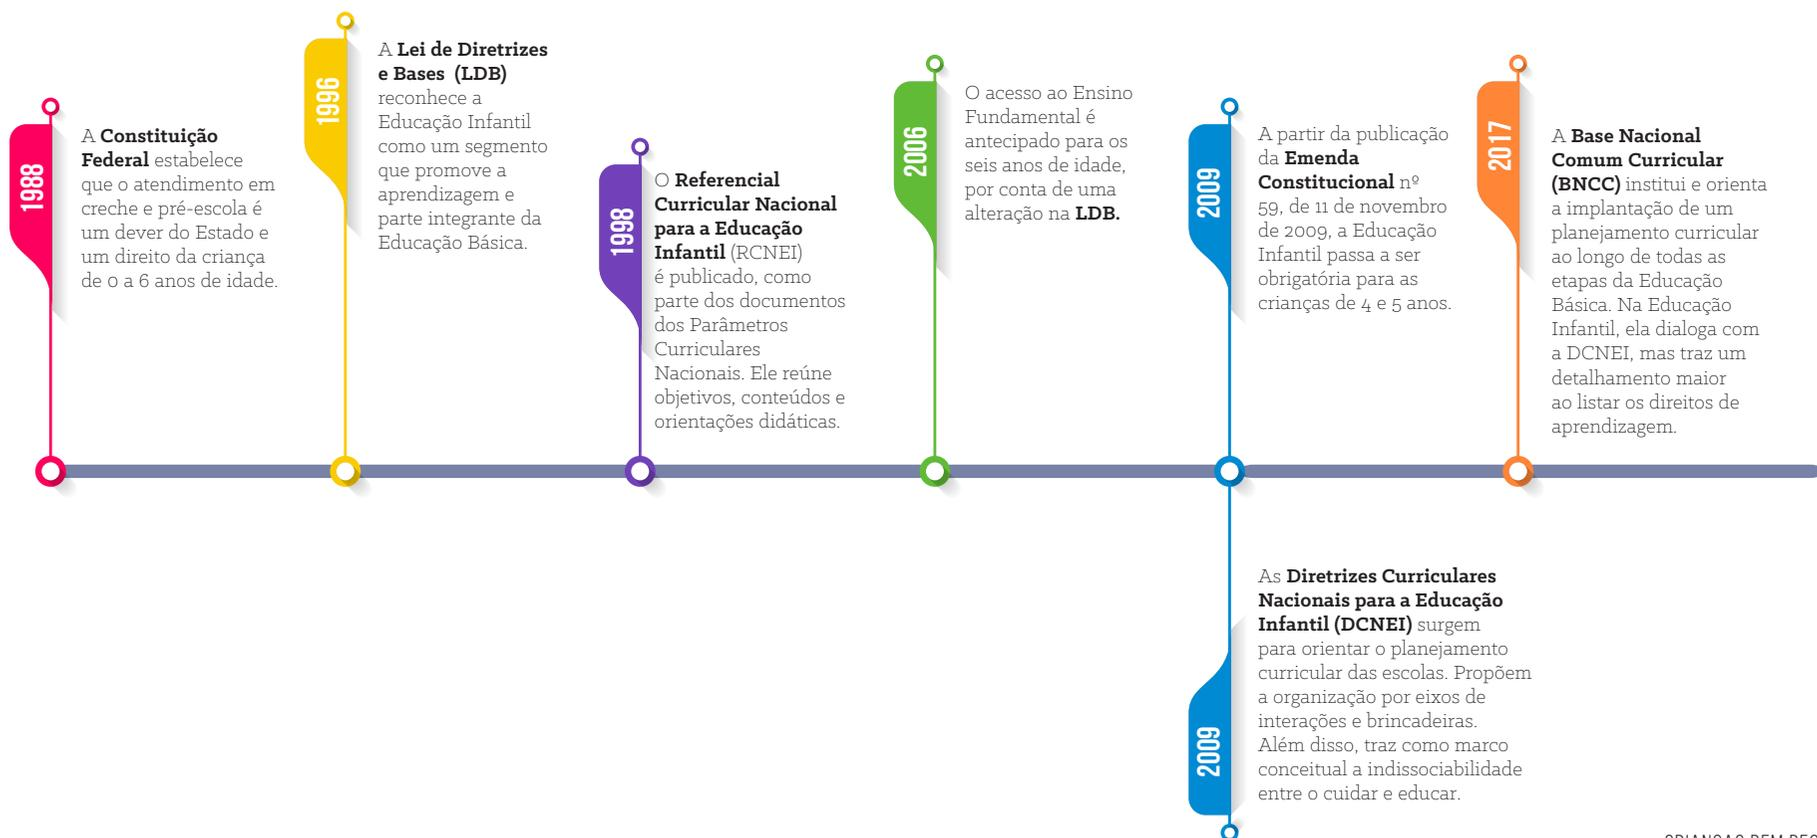 1988
A Constituição
Federal estabelece
que o atendimento em
creche e pré-escola é
um dever do Estado e
um direito da criança
de 0 a 6 anos de idade.
1996
A Lei de Diretrizes
e Bases (LDB)
reconhece a
Educação Infantil
como um segmento
que promove a
aprendizagem e
parte integrante da
Educação Básica.
1998
O Referencial
Curricular Nacional
para a Educação
Infantil (RCNEI)
é publicado, como
parte dos documentos
dos Parâmetros
Curriculares
Nacionais. Ele reúne
objetivos, conteúdos e
orientações didáticas.
2006
O acesso ao Ensino
Fundamental é
antecipado para os
seis anos de idade,
por conta de uma
alteração na LDB.
2009
A partir da publicação
da Emenda
Constitucional nº
59, de 11 de novembro
de 2009, a Educação
Infantil passa a ser
obrigatória para as
crianças de 4 e 5 anos.
2017
A Base Nacional
Comum Curricular
(BNCC) institui e orienta
a implantação de um
planejamento curricular
ao longo de todas as
etapas da Educação
Básica. Na Educação
Infantil, ela dialoga com
a DCNEI, mas traz um
detalhamento maior
ao listar os direitos de
aprendizagem.
2009
As Diretrizes Curriculares
Nacionais para a Educação
Infantil (DCNEI) surgem
para orientar o planejamento
curricular das escolas. Propõem
a organização por eixos de
interações e brincadeiras.
Além disso, traz como marco
conceitual a indissociabilidade
entre o cuidar e educar.